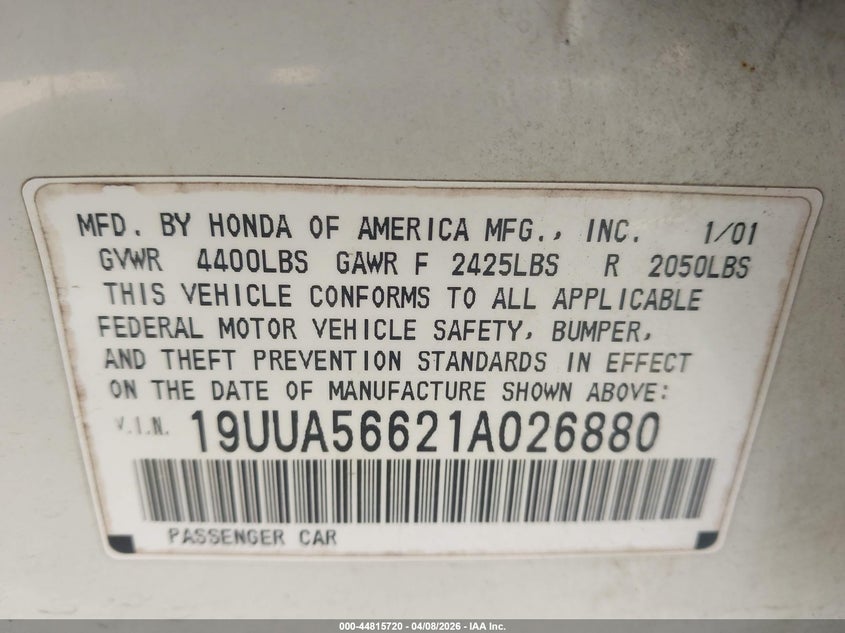 MFD. BY HONDA OF AMERICA MFG., INC. 1/01
GVWR 4400LBS GAWR F 2425LBS R 2050LBS
THIS VEHICLE CONFORMS TO ALL APPLICABLE
FEDERAL MOTOR VEHICLE SAFETY, BUMPER,
AND THEFT PREVENTION STANDARDS IN EFFECT
ON THE DATE OF MANUFACTURE SHOWN ABOVE:
V.I.N. 19UUA56621A026880
PASSENGER CAR
000-44815720 - 04/08/2026 - IAA Inc.